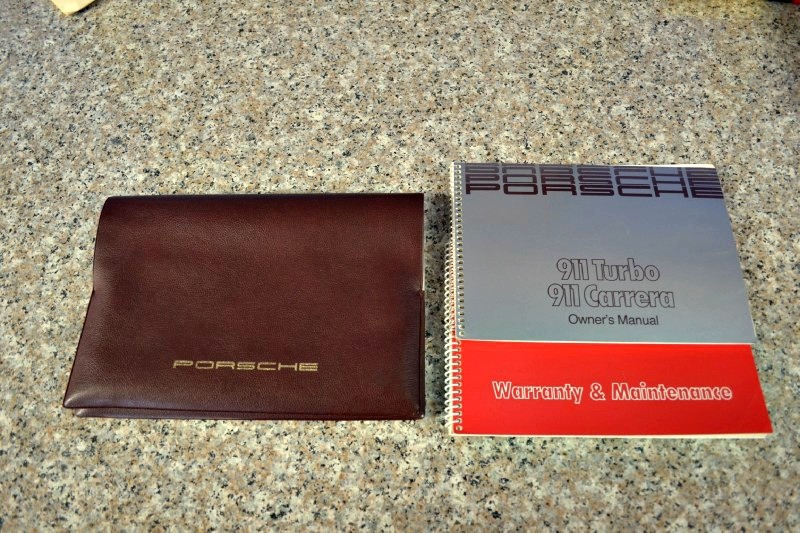 PORSCHE
PORSCHE
PORSCHE
911 Turbo
911 Carrera
Owner's Manual
Warranty & Maintenance